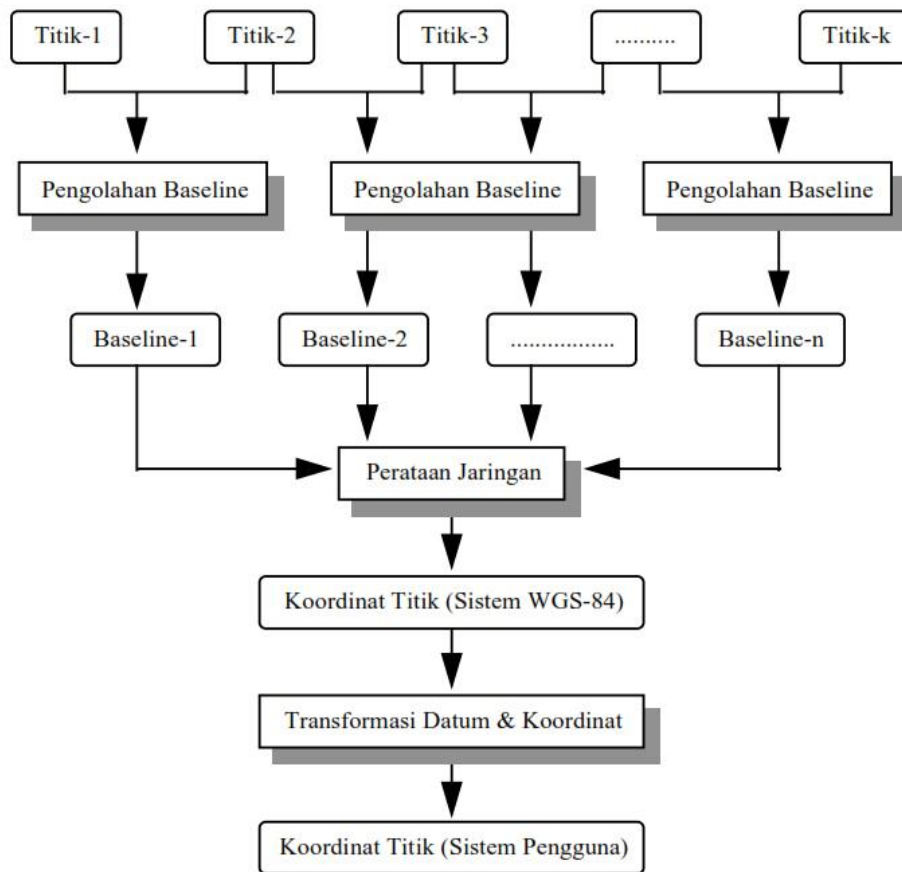 Titik-1
Titik-2
Titik-3
..........
Titik-k
Pengolahan Baseline
Pengolahan Baseline
Pengolahan Baseline
Baseline-1
Baseline-2
.................
Baseline-n
Perataan Jaringan
Koordinat Titik (Sistem WGS-84)
Transformasi Datum & Koordinat
Koordinat Titik (Sistem Pengguna)